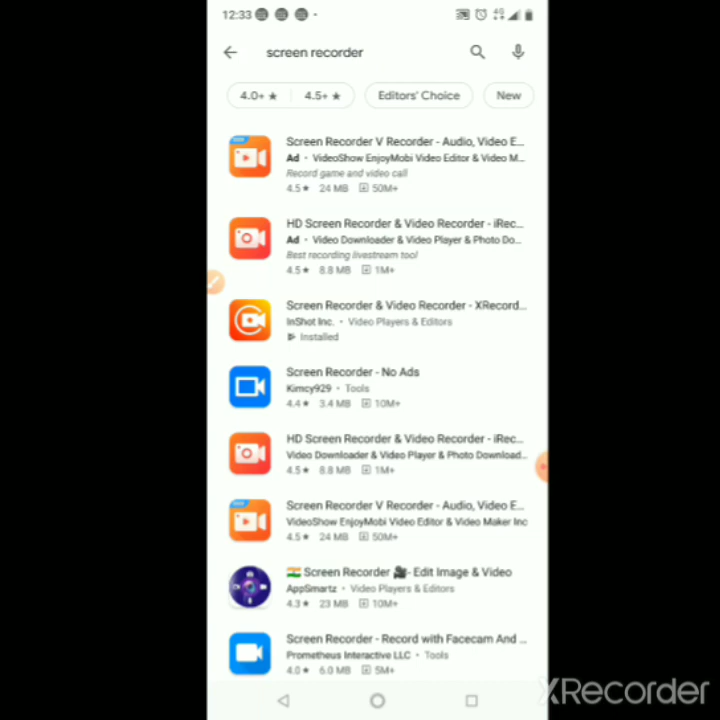 12:33
screen recorder
4.0+ ★ 4.5+ ★ Editors' Choice New
Screen Recorder V Recorder - Audio, Video E...
Ad • VideoShow EnjoyMobi Video Editor & Video M...
Record game and video call
4.5★ 24 MB 50M+
HD Screen Recorder & Video Recorder - iRec...
Ad • Video Downloader & Video Player & Photo Do...
Best recording livestream tool
4.5★ 8.8 MB 1M+
Screen Recorder & Video Recorder - XRecord...
InShot Inc. • Video Players & Editors
Installed
Screen Recorder - No Ads
Kimcy929 • Tools
4.4★ 3.4 MB 10M+
HD Screen Recorder & Video Recorder - iRec...
Video Downloader & Video Player & Photo Download...
4.5★ 8.8 MB 1M+
Screen Recorder V Recorder - Audio, Video E...
VideoShow EnjoyMobi Video Editor & Video Maker Inc
4.5★ 24 MB 50M+
🇮🇳 Screen Recorder 🎥- Edit Image & Video
AppSmartz • Video Players & Editors
4.3★ 23 MB 10M+
Screen Recorder - Record with Facecam And ...
Prometheus Interactive LLC • Tools
4.0★ 6.0 MB 5M+
XRecorder